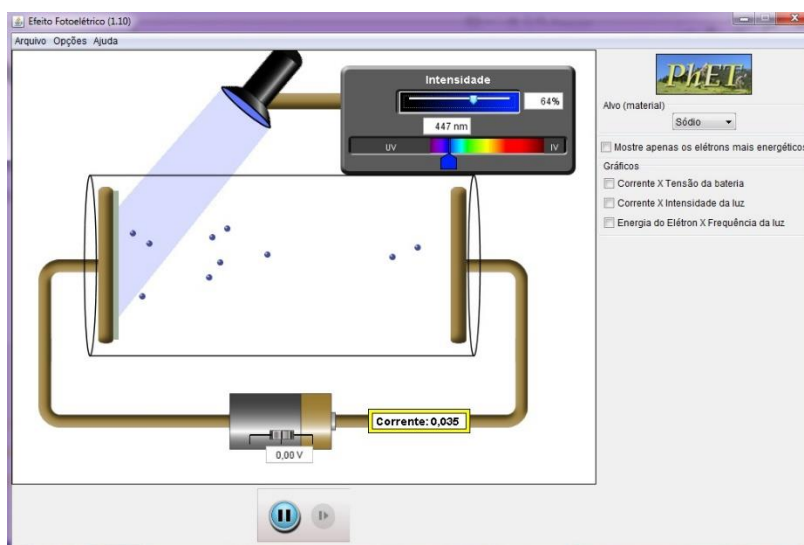 Efeito Fotoelétrico (1.10)
Arquivo Opções Ajuda
Intensidade
64%
447 nm
UV
IV
Corrente: 0,035
0,00 V
PhET
Alvo (material)
Sódio
Mostre apenas os elétrons mais energéticos
Gráficos
Corrente X Tensão da bateria
Corrente X Intensidade da luz
Energia do Elétron X Frequência da luz